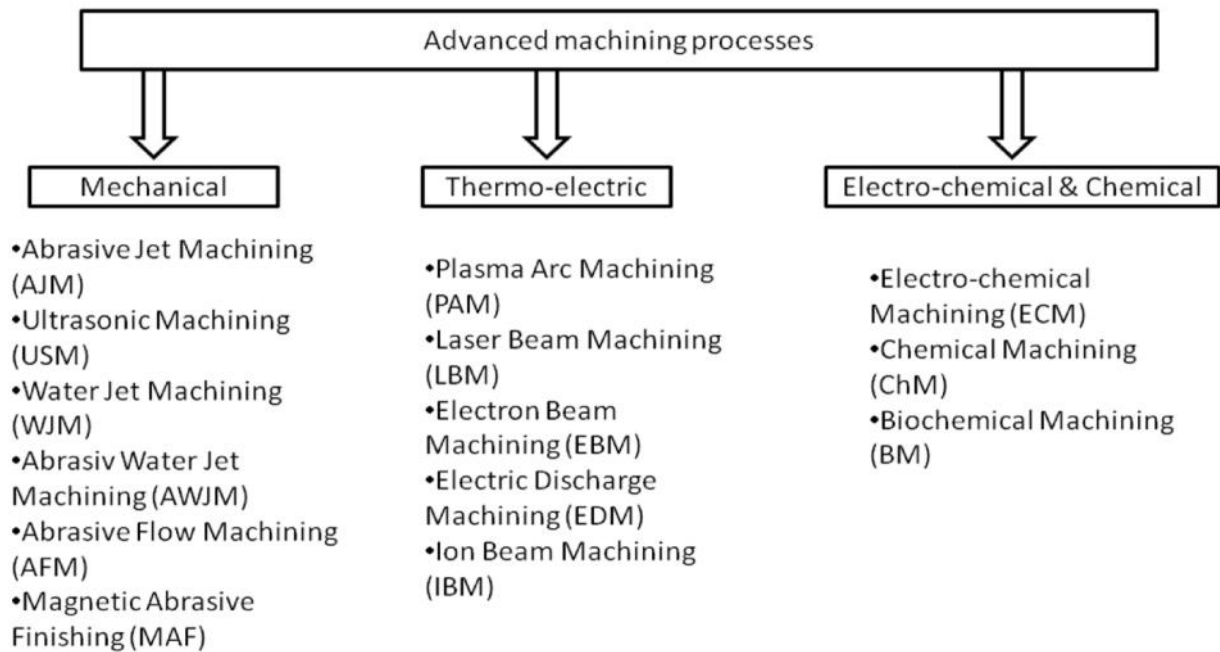 Advanced machining processes
Mechanical
•Abrasive Jet Machining
(AJM)
•Ultrasonic Machining
(USM)
•Water Jet Machining
(WJM)
•Abrasiv Water Jet
Machining (AWJM)
•Abrasive Flow Machining
(AFM)
•Magnetic Abrasive
Finishing (MAF)
Thermo-electric
•Plasma Arc Machining
(PAM)
•Laser Beam Machining
(LBM)
•Electron Beam
Machining (EBM)
•Electric Discharge
Machining (EDM)
•Ion Beam Machining
(IBM)
Electro-chemical & Chemical
•Electro-chemical
Machining (ECM)
•Chemical Machining
(ChM)
•Biochemical Machining
(BM)